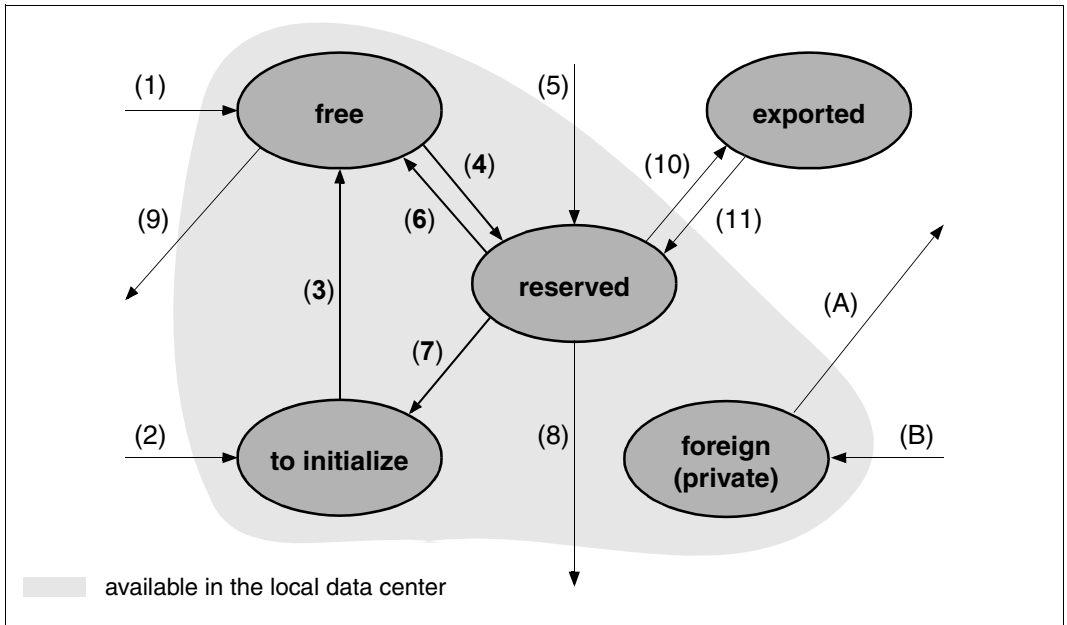 (1)
free
(5)
exported
(4)
(10)
(9)
(6)
(11)
(3)
reserved
(A)
(7)
(2)
to initialize
(8)
foreign
(private)
(B)
available in the local data center